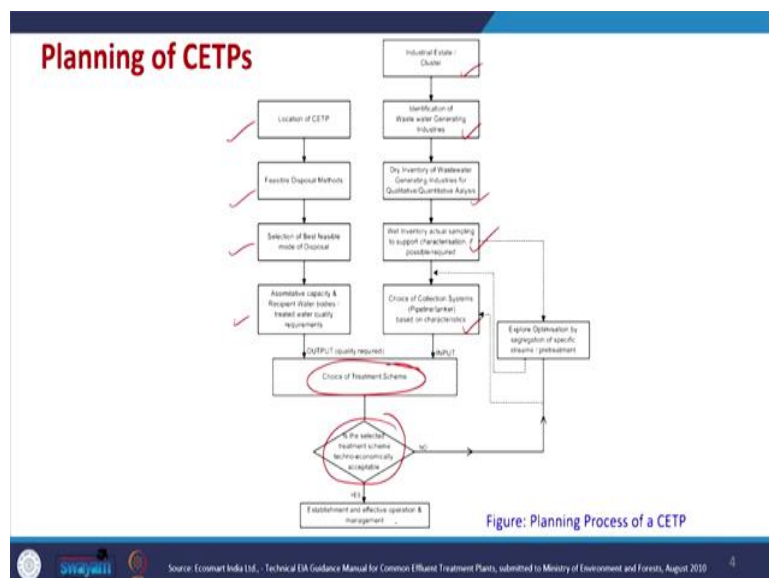 Planning of CETPs
Industrial Estate /
Cluster
Location of CETP
Identification of
Waste water Generating
Industries
Feasible Disposal Methods
Dry Inventory of Wastewater
Generating Industries for
Qualitative/Quantitative Aalysis
Selection of Best feasible
mode of Disposal
Wet Inventory actual sampling
to support characterisation, if
possible/required
Assimilative capacity &
Recipient Water bodies /
treated water quality
requirements
Choice of Collection Systems
(Pipeline/tanker)
based on characteristics
Explore Optimisation by
segregation of specific
streams / pretreatment
OUTPUT (quality required)
INPUT
Choice of Treatment Scheme
Is the
selected
treatment scheme
techno-economically
acceptable
NO
YES
Establishment and effective operation &
management
Figure: Planning Process of a CETP
swayam
Source: Ecosmart India Ltd., - Technical EIA Guidance Manual for Common Effluent Treatment Plants, submitted to Ministry of Environment and Forests, August 2010
4